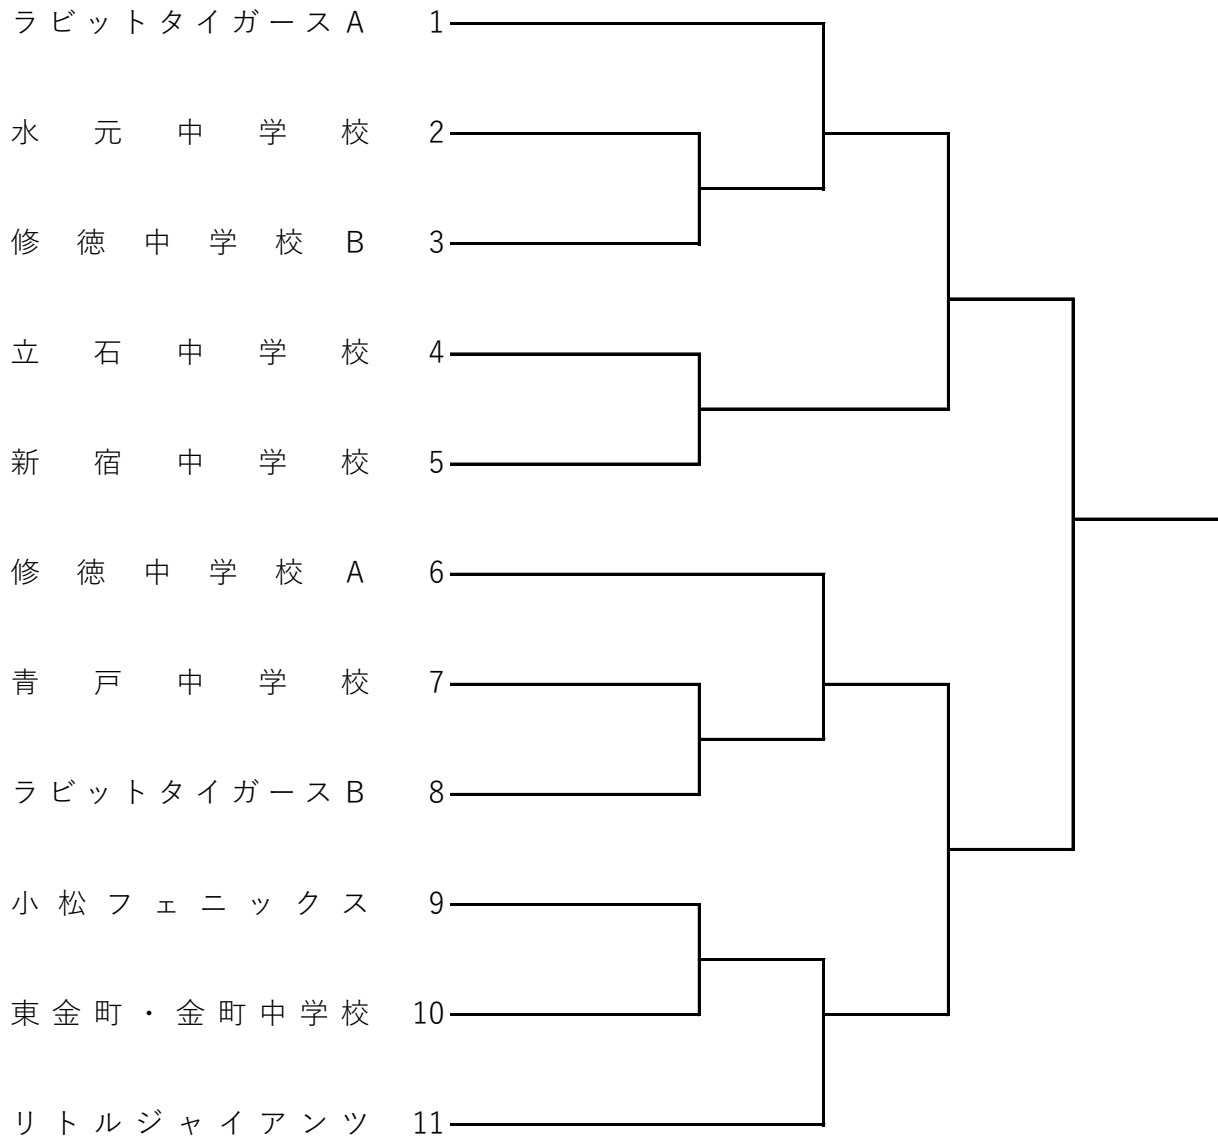 ラビットタイガースA 1
水元中学校 2
修徳中学校B 3
立石中学校 4
新宿中学校 5
修徳中学校A 6
青戸中学校 7
ラビットタイガースB 8
小松フェニックス 9
東金町・金町中学校 10
リトルジャイアンツ 11